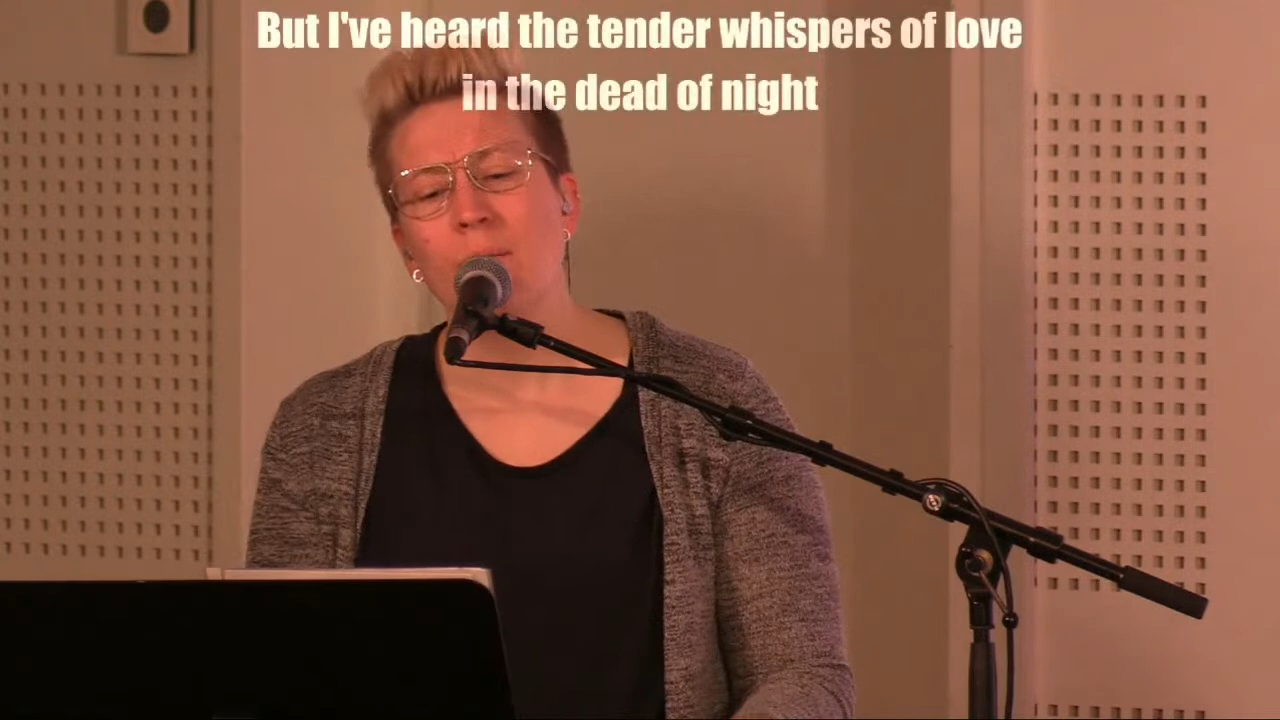 But I've heard the tender whispers of love
in the dead of night